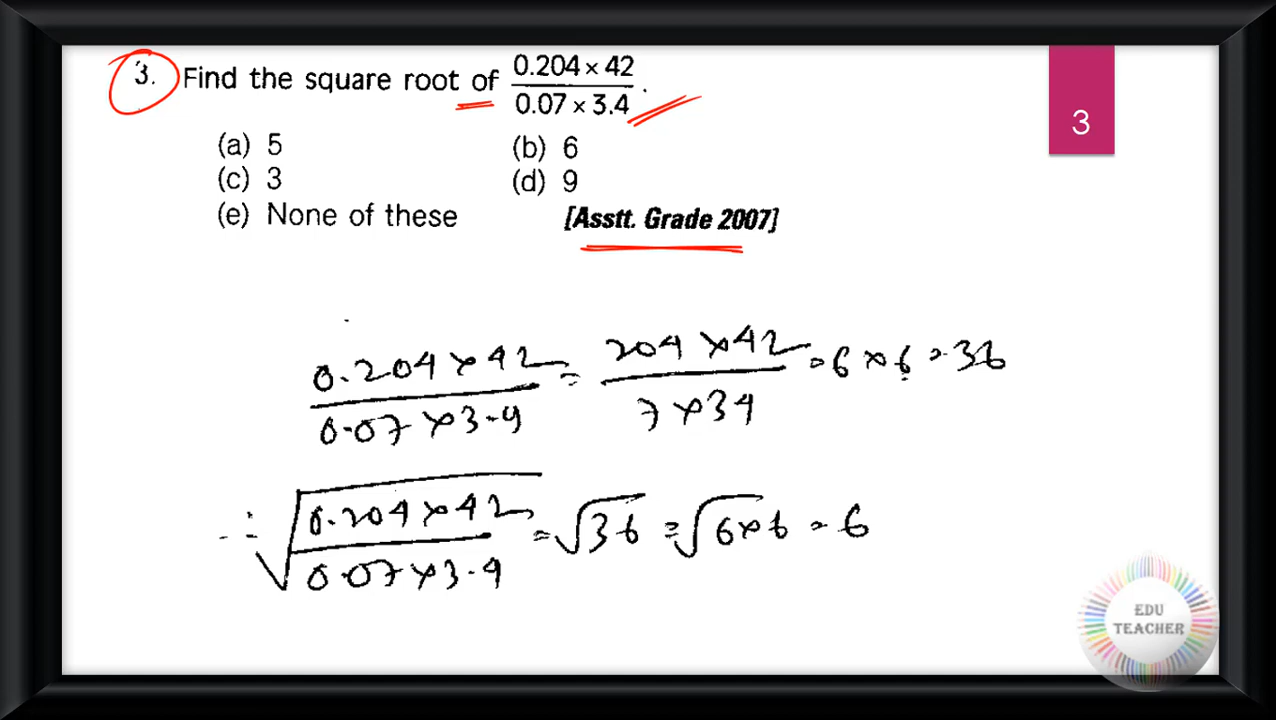 3. Find the square root of 0.204 × 42 / 0.07 × 3.4 .
3
(a) 5 (b) 6
(c) 3 (d) 9
(e) None of these [Asstt. Grade 2007]
0.204 × 42 / 0.07 × 3.4 = 204 × 42 / 7 × 34 = 6 × 6 = 36
∴ √(0.204 × 42 / 0.07 × 3.4) = √36 = √6×6 = 6
EDU
TEACHER